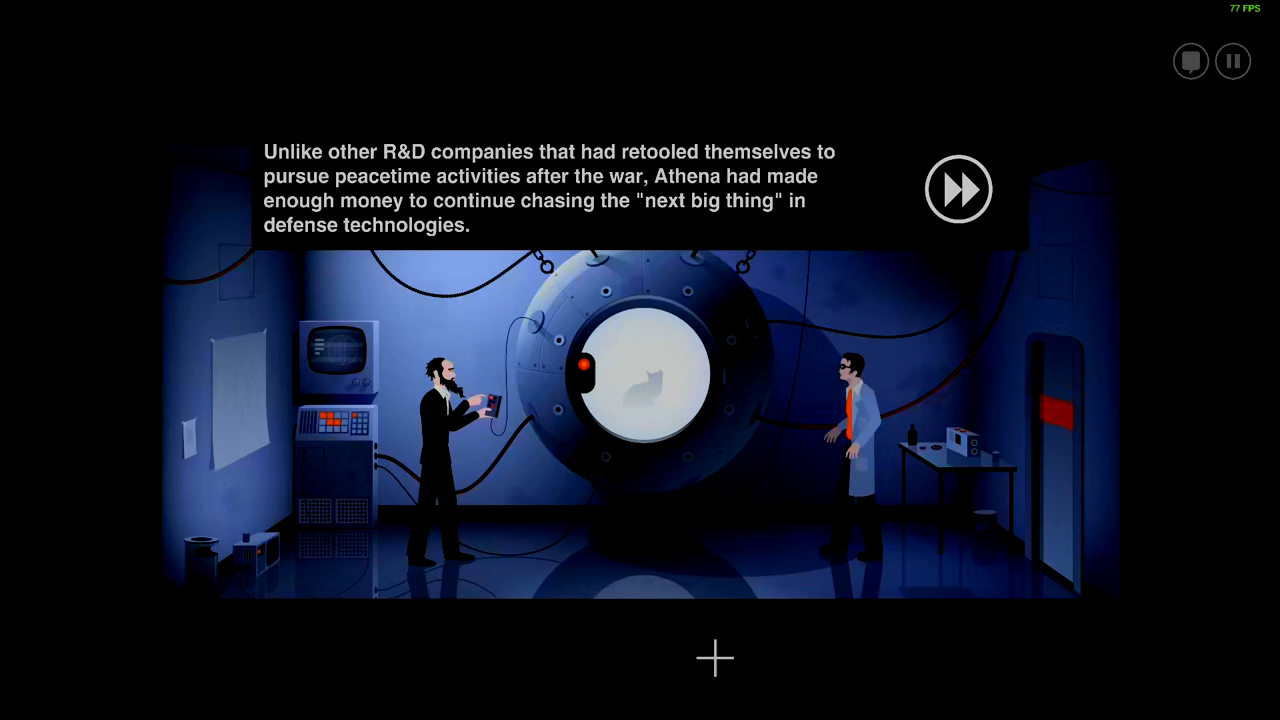 77 FPS
Unlike other R&D companies that had retooled themselves to
pursue peacetime activities after the war, Athena had made
enough money to continue chasing the "next big thing" in
defense technologies.